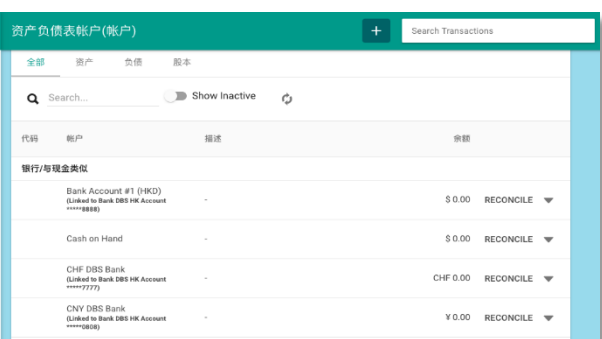 资产负债表帐户(帐户)
+
Search Transactions
全部 资产 负债 股本
Search...
Show Inactive
代码 帐户 描述 余额
银行/与现金类似
Bank Account #1 (HKD)
(Linked to Bank DBS HK Account
*****8888)
- $ 0.00 RECONCILE
Cash on Hand - $ 0.00 RECONCILE
CHF DBS Bank
(Linked to Bank DBS HK Account
*****7777)
- CHF 0.00 RECONCILE
CNY DBS Bank
(Linked to Bank DBS HK Account
*****0808)
- ¥ 0.00 RECONCILE